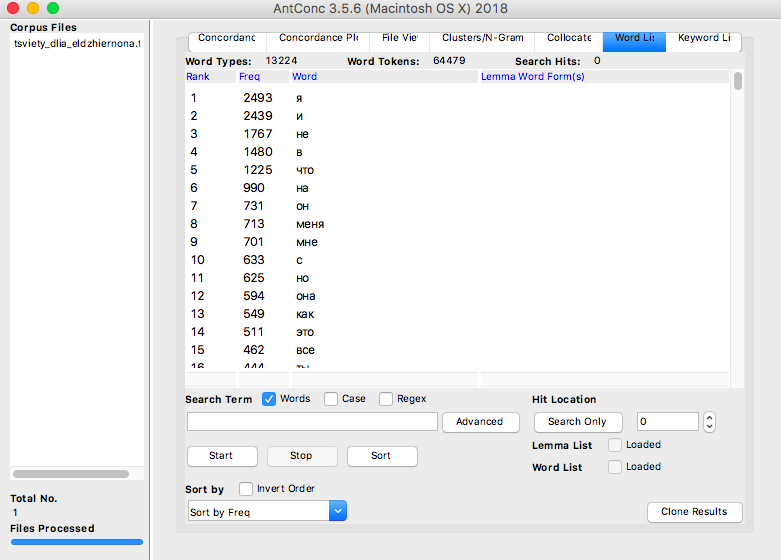 AntConc 3.5.6 (Macintosh OS X) 2018
Corpus Files
tsviety_dlia_eldzhiernona.t
Concordanc Concordance Plo File Viev Clusters/N-Gram Collocate Word Lis Keyword Li
Word Types: 13224 Word Tokens: 64479 Search Hits: 0
Rank Freq Word Lemma Word Form(s)
1 2493 я
2 2439 и
3 1767 не
4 1480 в
5 1225 что
6 990 на
7 731 он
8 713 меня
9 701 мне
10 633 с
11 625 но
12 594 она
13 549 как
14 511 это
15 462 все
16 444 ты
Search Term Words Case Regex Hit Location
Advanced Search Only 0
Lemma List Loaded
Start Stop Sort
Word List Loaded
Sort by Invert Order
Sort by Freq
Clone Results
Total No.
1
Files Processed